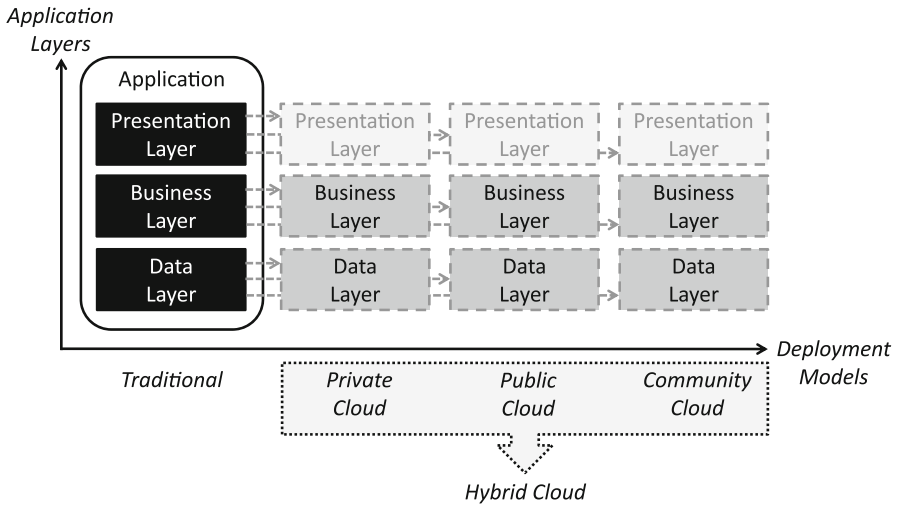 Application
Layers
Application
Presentation
Layer
Presentation
Layer
Presentation
Layer
Presentation
Layer
Business
Layer
Business
Layer
Business
Layer
Business
Layer
Data
Layer
Data
Layer
Data
Layer
Data
Layer
Deployment
Models
Traditional
Private
Cloud
Public
Cloud
Community
Cloud
Hybrid Cloud